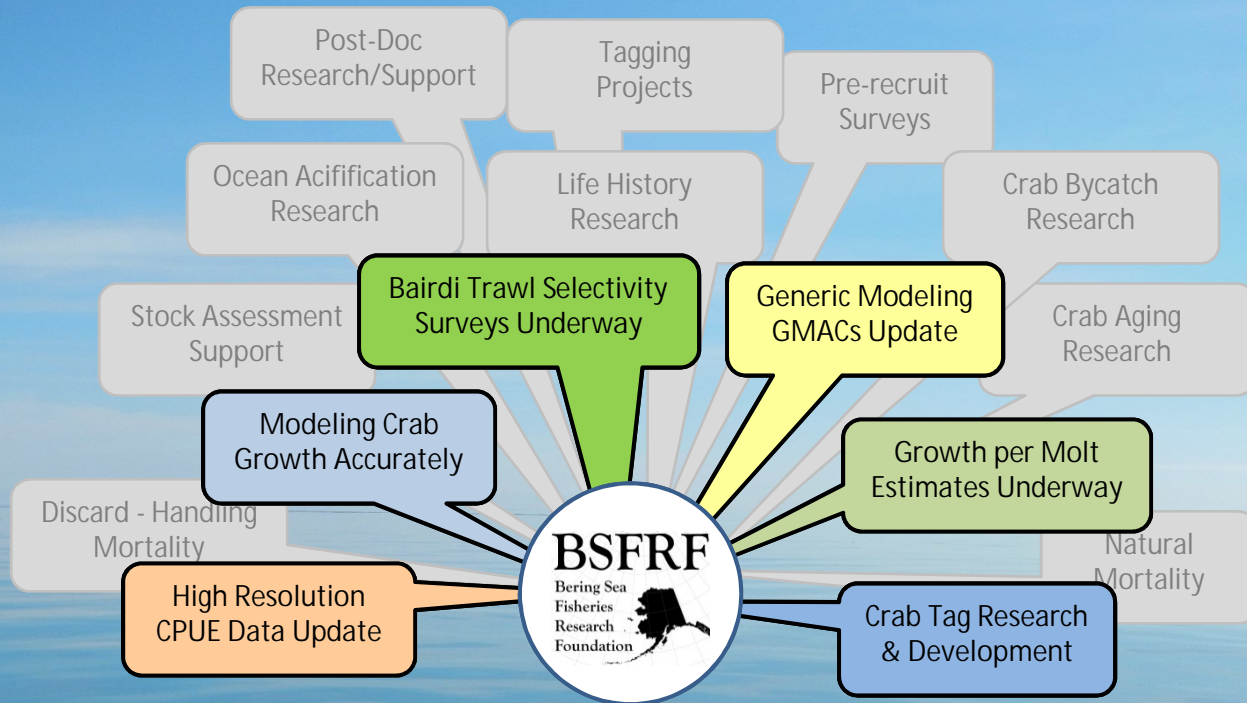 Post-Doc
Research/Support
Tagging
Projects
Pre-recruit
Surveys
Ocean Acifification
Research
Life History
Research
Crab Bycatch
Research
Bairdi Trawl Selectivity
Surveys Underway
Generic Modeling
GMACs Update
Stock Assessment
Support
Crab Aging
Research
Modeling Crab
Growth Accurately
Growth per Molt
Estimates Underway
Discard - Handling
Mortality
Natural
Mortality
High Resolution
CPUE Data Update
BSFRF
Bering Sea
Fisheries
Research
Foundation
Crab Tag Research
& Development